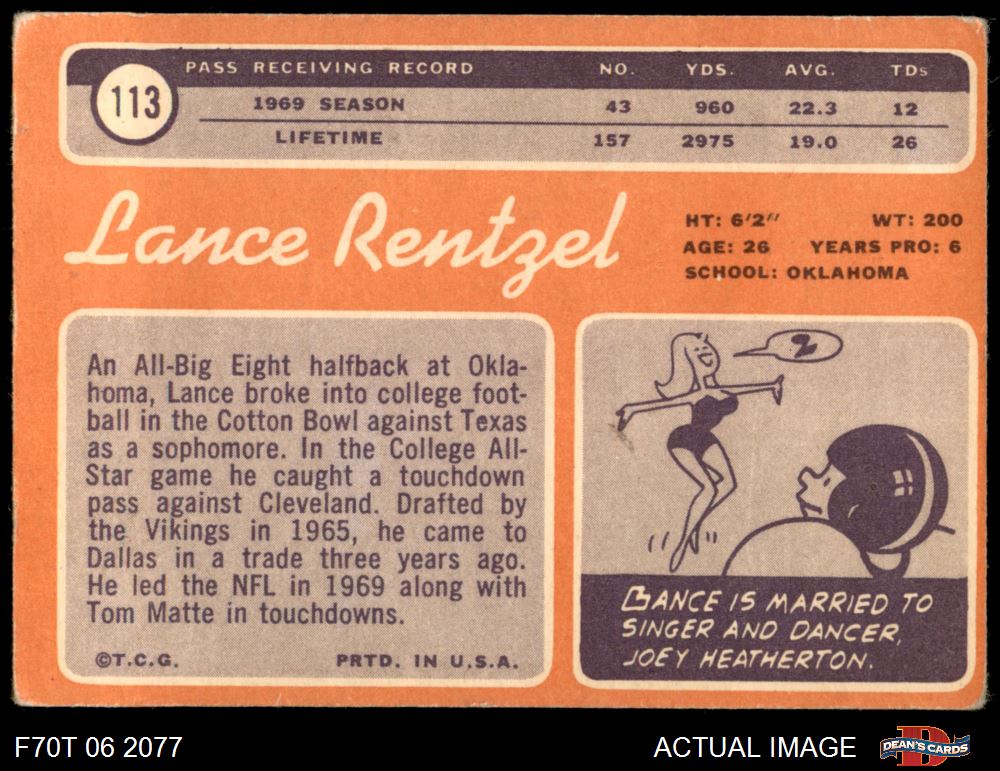 113
PASS RECEIVING RECORD NO. YDS. AVG. TDs
1969 SEASON 43 960 22.3 12
LIFETIME 157 2975 19.0 26
Lance Rentzel
HT: 6'2" WT: 200
AGE: 26 YEARS PRO: 6
SCHOOL: OKLAHOMA
An All-Big Eight halfback at Okla-
homa, Lance broke into college foot-
ball in the Cotton Bowl against Texas
as a sophomore. In the College All-
Star game he caught a touchdown
pass against Cleveland. Drafted by
the Vikings in 1965, he came to
Dallas in a trade three years ago.
He led the NFL in 1969 along with
Tom Matte in touchdowns.
©T.C.G. PRTD. IN U.S.A.
LANCE IS MARRIED TO
SINGER AND DANCER,
JOEY HEATHERTON.
F70T 06 2077 ACTUAL IMAGE DEAN'S CARDS